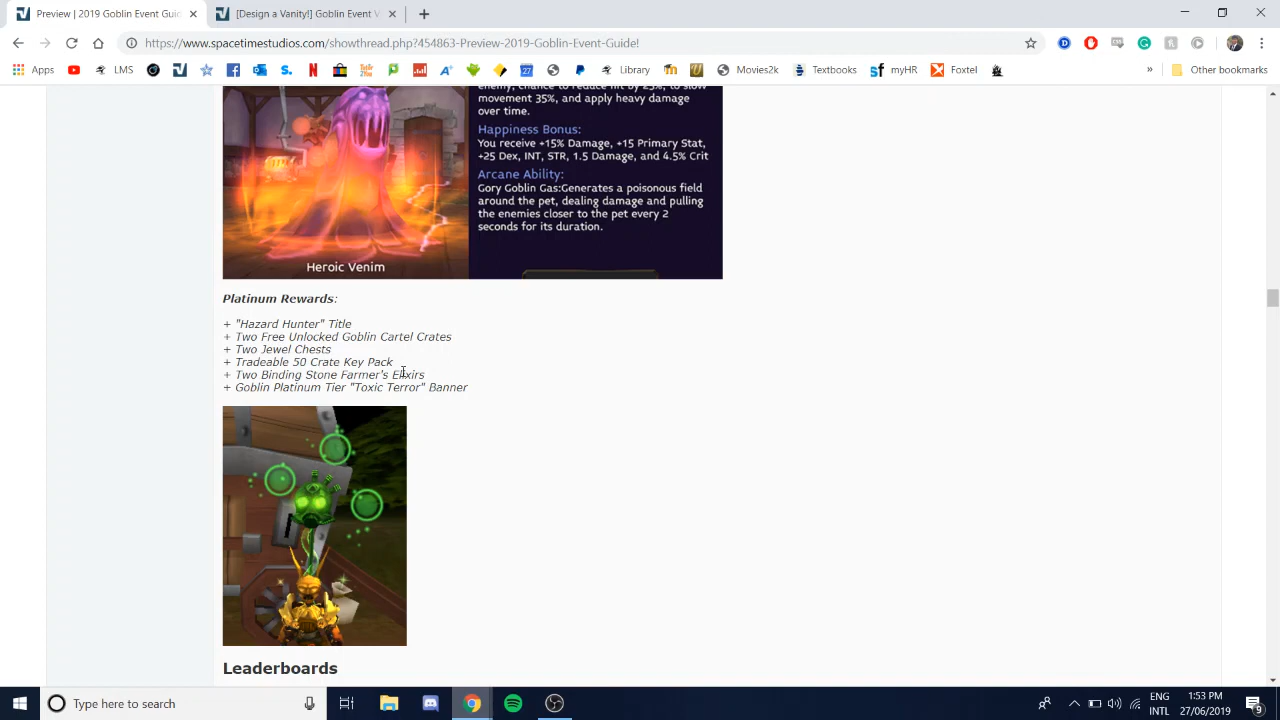 Preview | 2019 Goblin Event Gu
[Design a Vanity!] Goblin Event V
https://www.spacetimestudios.com/showthread.php?454863-Preview-2019-Goblin-Event-Guide!
Apps
LMS
Library
Movies2k
Textbooks
myHR
Foxtel
»
Other bookmarks
enemy, chance to reduce hit by 25%, to slow
movement 35%, and apply heavy damage
over time.
Happiness Bonus:
You receive +15% Damage, +15 Primary Stat,
+25 Dex, INT, STR, 1.5 Damage, and 4.5% Crit
Arcane Ability:
Gory Goblin Gas:Generates a poisonous field
around the pet, dealing damage and pulling
the enemies closer to the pet every 2
seconds for its duration.
Heroic Venim
Platinum Rewards:
+ "Hazard Hunter" Title
+ Two Free Unlocked Goblin Cartel Crates
+ Two Jewel Chests
+ Tradeable 50 Crate Key Pack
+ Two Binding Stone Farmer's Elixirs
+ Goblin Platinum Tier "Toxic Terror" Banner
Leaderboards
Type here to search
ENG
INTL
1:53 PM
27/06/2019
9